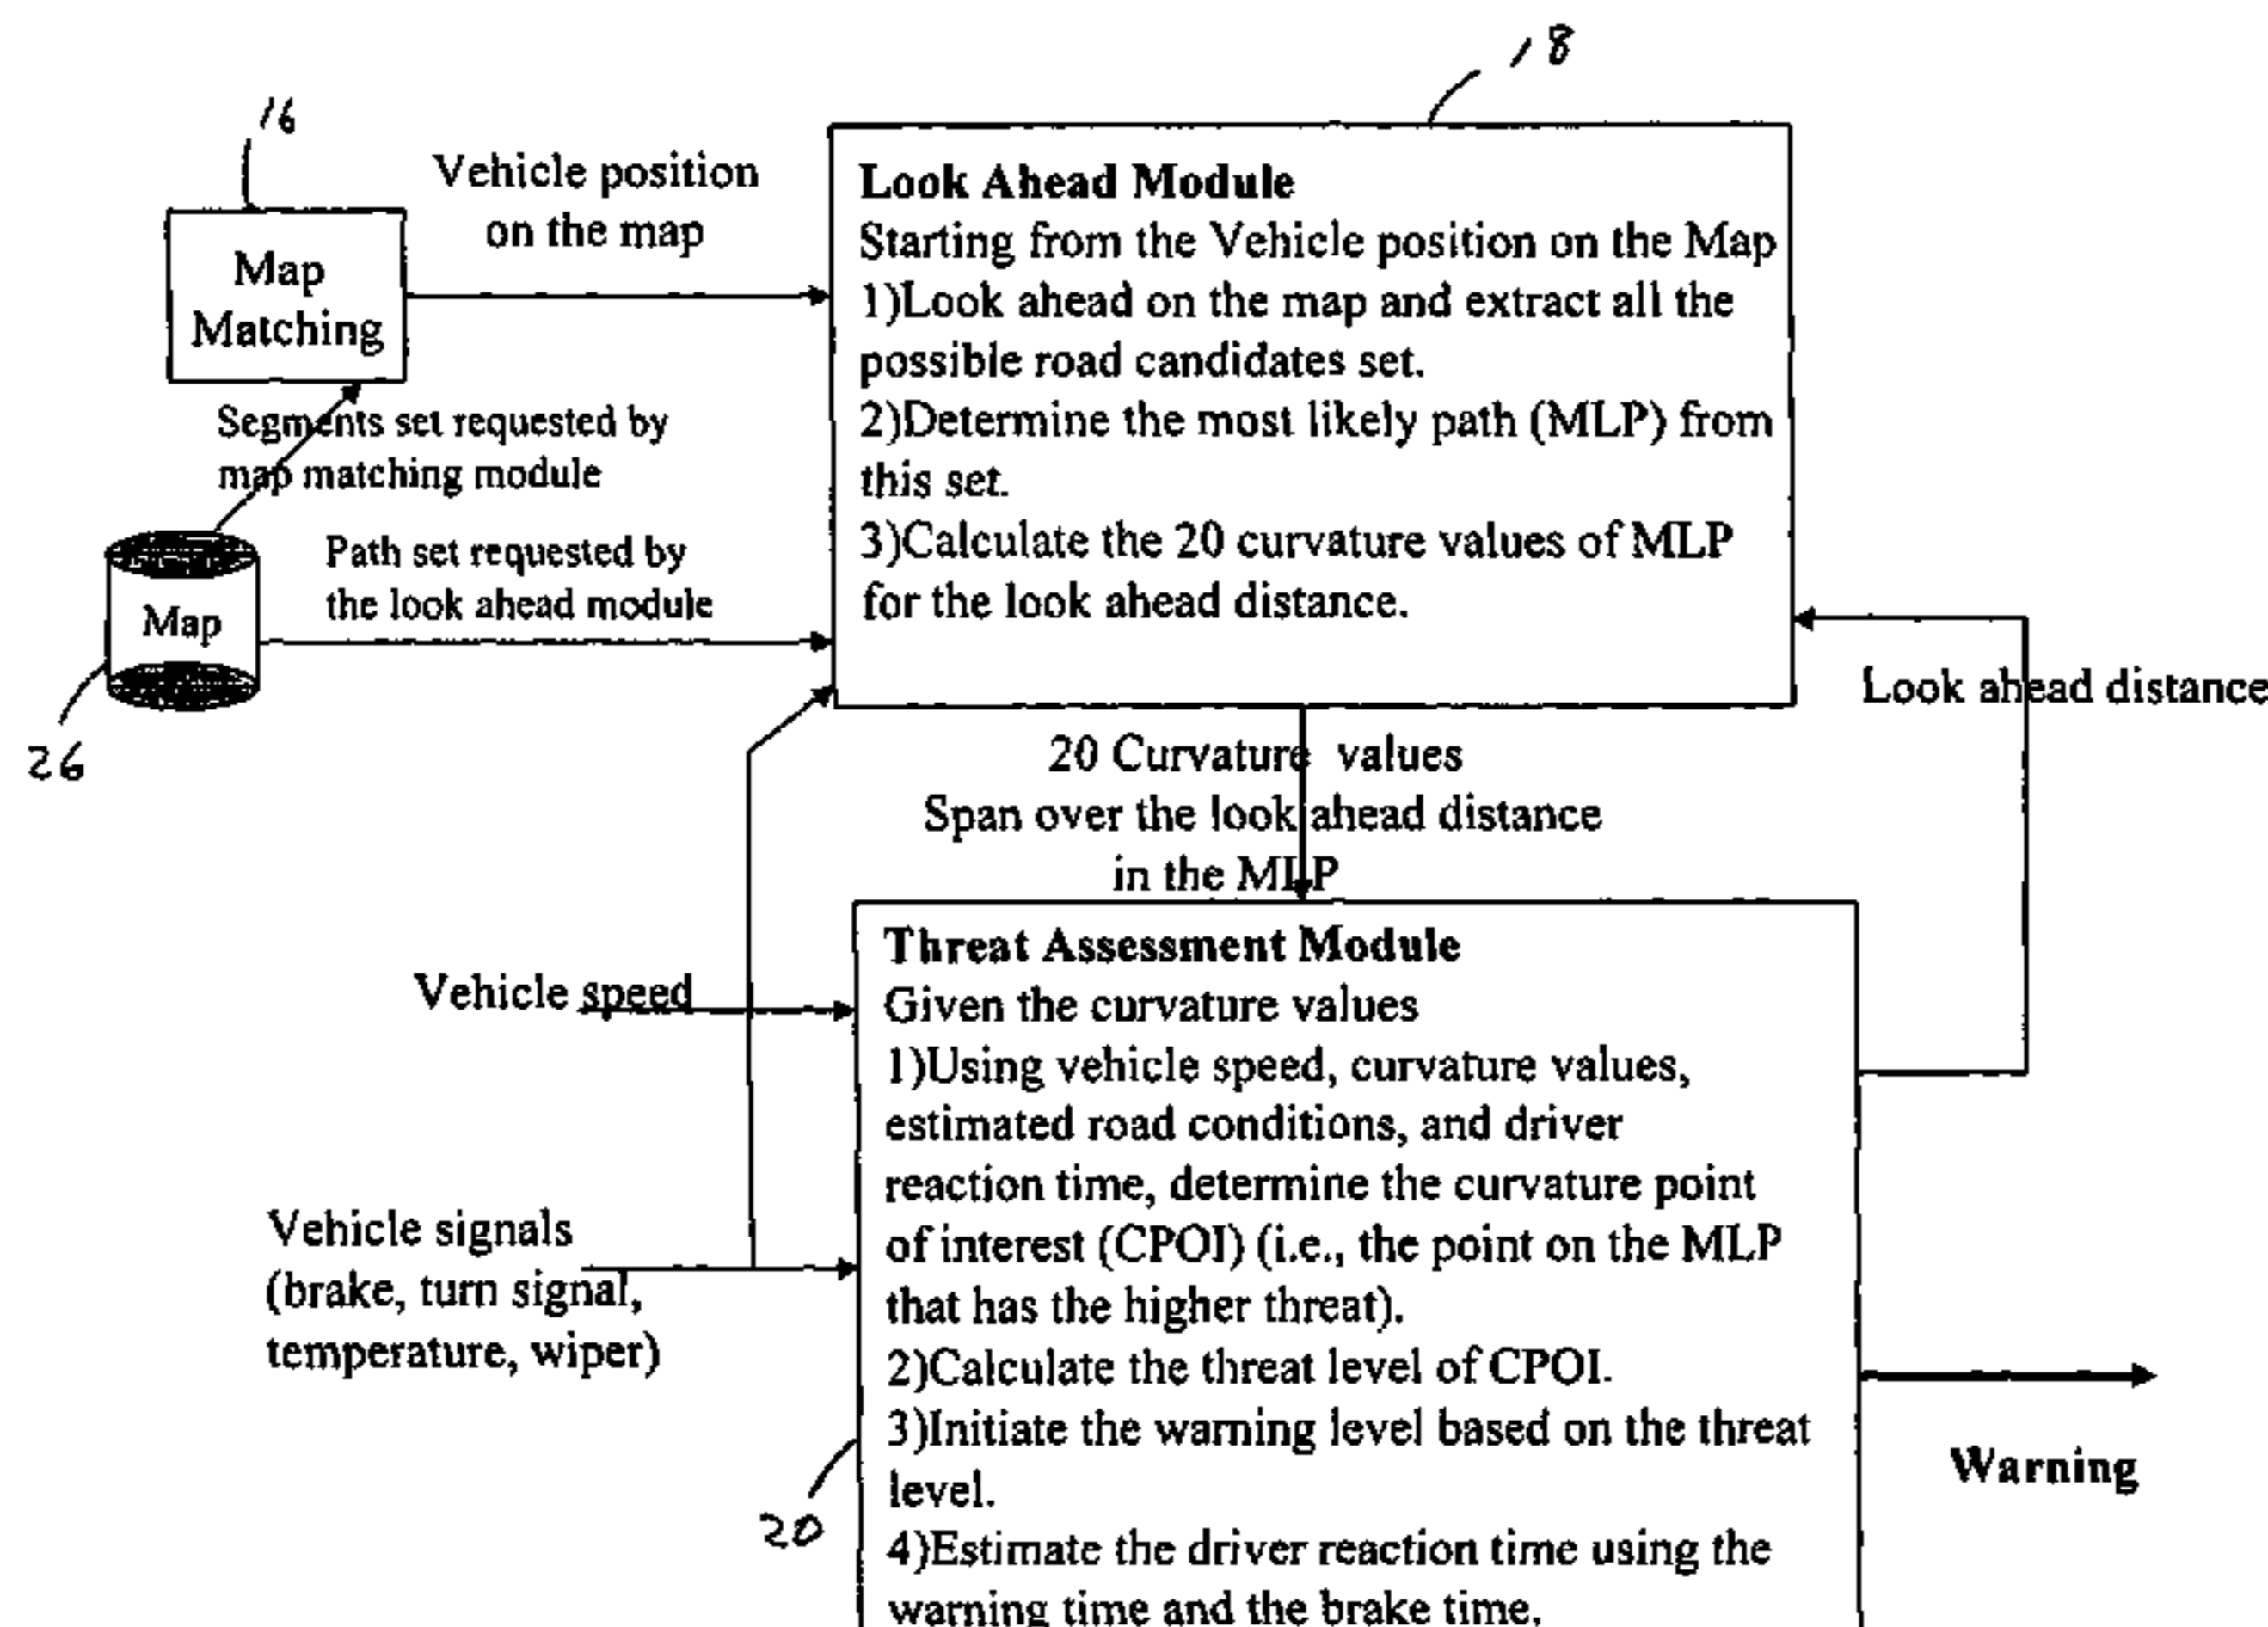 18
16
Vehicle position
on the map
Map
Matching
Look Ahead Module
Starting from the Vehicle position on the Map
1)Look ahead on the map and extract all the
possible road candidates set.
2)Determine the most likely path (MLP) from
this set.
3)Calculate the 20 curvature values of MLP
for the look ahead distance.
Segments set requested by
map matching module
Path set requested by
the look ahead module
Map
26
Look ahead distance
20 Curvature values
Span over the look ahead distance
in the MLP
Vehicle speed
Vehicle signals
(brake, turn signal,
temperature, wiper)
Threat Assessment Module
Given the curvature values
1)Using vehicle speed, curvature values,
estimated road conditions, and driver
reaction time, determine the curvature point
of interest (CPOI) (i.e., the point on the MLP
that has the higher threat).
2)Calculate the threat level of CPOI.
3)Initiate the warning level based on the threat
level.
4)Estimate the driver reaction time using the
warning time and the brake time.
20
Warning